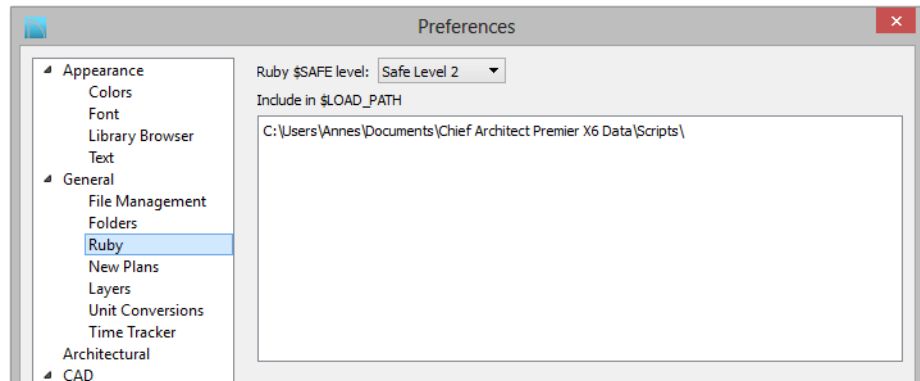 Preferences
Appearance
Colors
Font
Library Browser
Text
General
File Management
Folders
Ruby
New Plans
Layers
Unit Conversions
Time Tracker
Architectural
CAD
Ruby $SAFE level: Safe Level 2
Include in $LOAD_PATH
C:\Users\Annes\Documents\Chief Architect Premier X6 Data\Scripts\